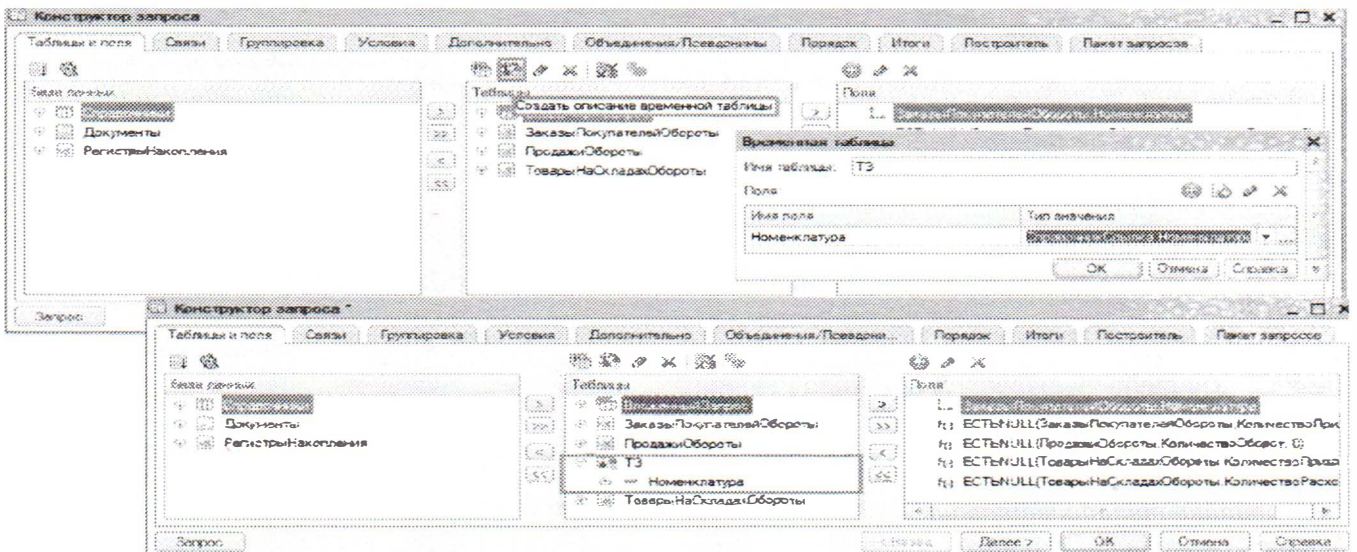 Конструктор запроса
Таблицы и поля Связи Группировка Условия Дополнительно Объединения/Псевдонимы Порядок Итоги Построитель Пакет запросов
База данных
Таблицы
Поля
Создать описание временной таблицы
Документы
РегистрыНакопления
ЗаказыПокупателейОбороты
ПродажиОбороты
ТоварыНаСкладахОбороты
ЗаказыПокупателейОбороты.Номенклатура
Временная таблица
Имя таблицы: ТЗ
Поля:
Имя поля Тип значения
Номенклатура
ОК Отмена Справка
Запрос
Конструктор запроса *
Таблицы и поля Связи Группировка Условия Дополнительно Объединения/Псевдони... Порядок Итоги Построитель Пакет запросов
База данных
Таблицы
Поля
Документы
РегистрыНакопления
ЗаказыПокупателейОбороты
ПродажиОбороты
ТЗ
Номенклатура
ТоварыНаСкладахОбороты
ЗаказыПокупателейОбороты.Номенклатура
ЕСТЬNULL(ЗаказыПокупателейОбороты.КоличествоПри
ЕСТЬNULL(ПродажиОбороты.КоличествоОборот, 0)
ЕСТЬNULL(ТоварыНаСкладахОбороты.КоличествоПрихо
ЕСТЬNULL(ТоварыНаСкладахОбороты.КоличествоРасхо
Запрос
Далее > ОК Отмена Справка